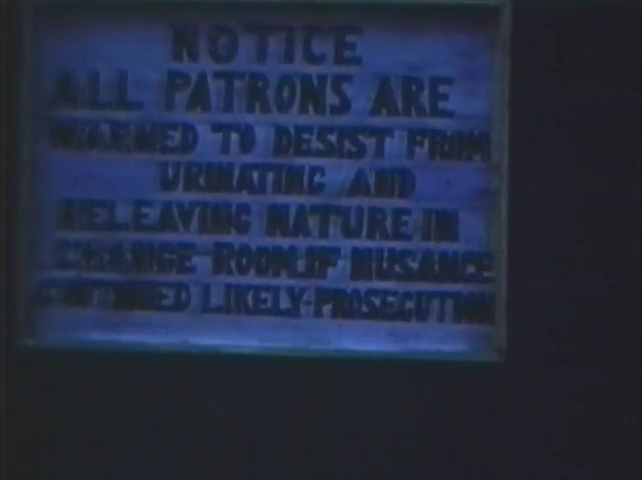 NOTICE
ALL PATRONS ARE
WARNED TO DESIST FROM
URINATING AND
RELEAVING NATURE IN
CHANGE ROOM.IF NUSANCE
CONTINUED LIKELY-PROSECUTION